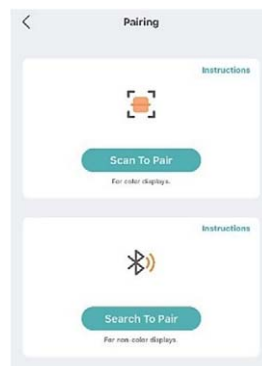 Pairing
Instructions
Scan To Pair
For color displays.
Instructions
Search To Pair
For non-color displays.